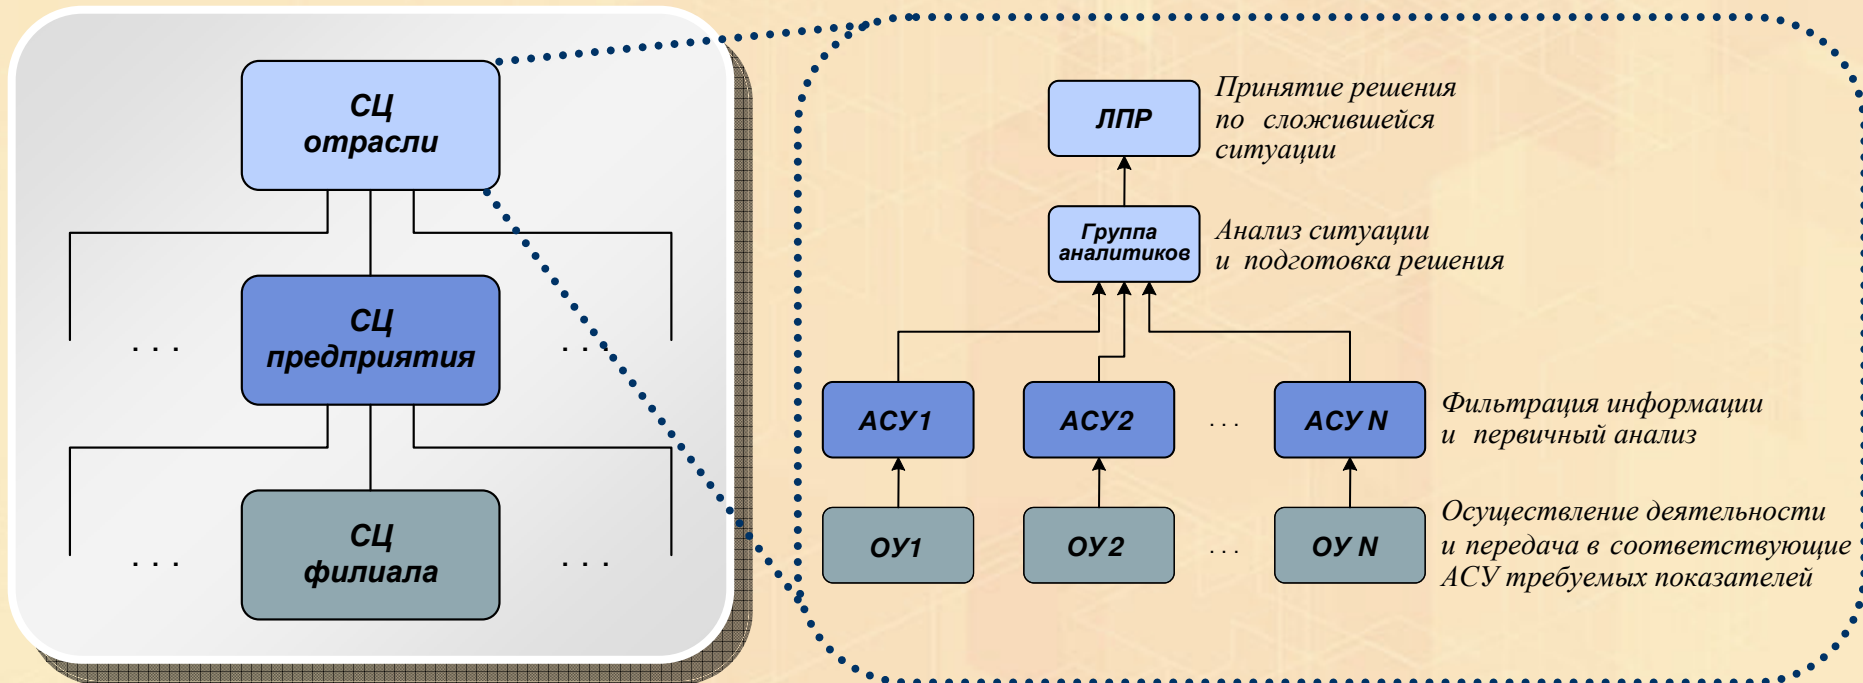 СЦ
отрасли
. . .
СЦ
предприятия
. . .
. . .
СЦ
филиала
. . .
ЛПР
Принятие решения
по сложившейся
ситуации
Группа
аналитиков
Анализ ситуации
и подготовка решения
АСУ1
АСУ2
. . .
АСУ N
Фильтрация информации
и первичный анализ
ОУ1
ОУ2
. . .
ОУ N
Осуществление деятельности
и передача в соответствующие
АСУ требуемых показателей